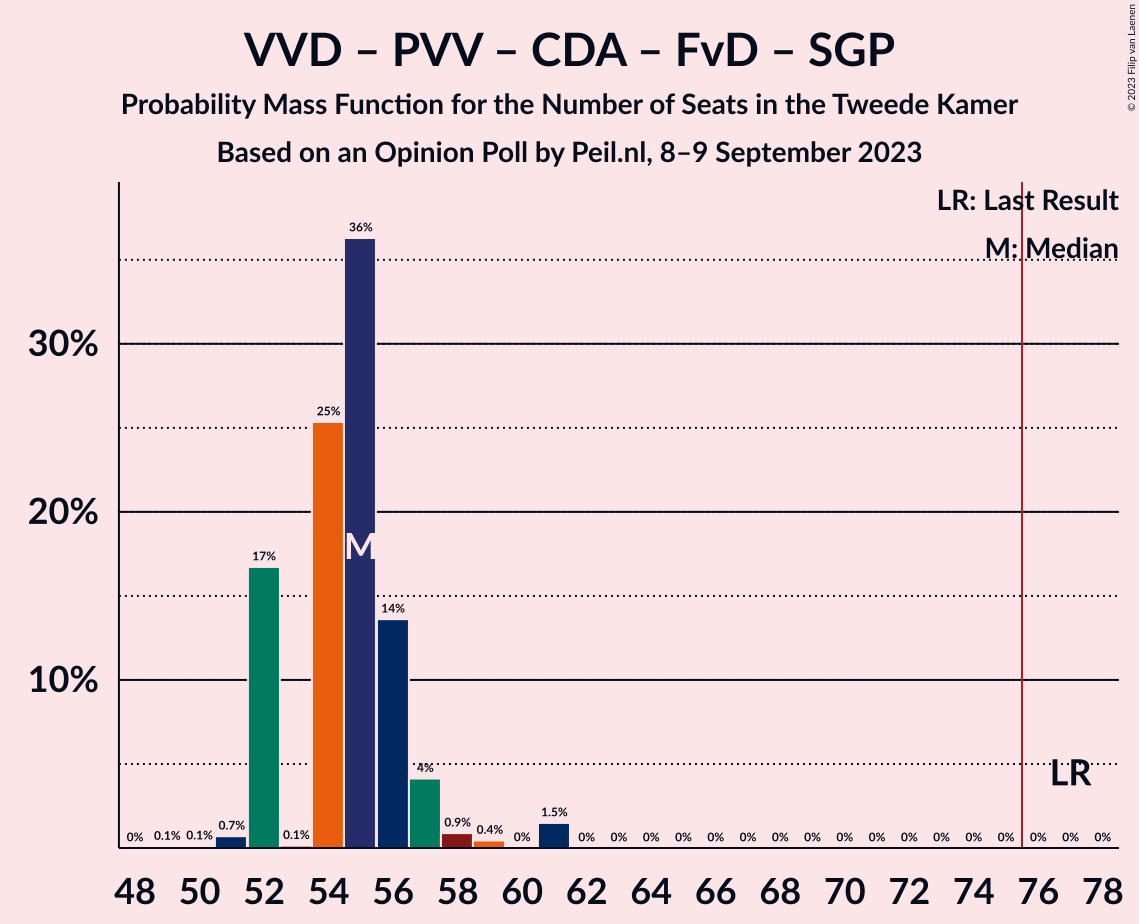 VVD – PVV – CDA – FvD – SGP
Probability Mass Function for the Number of Seats in the Tweede Kamer
Based on an Opinion Poll by Peil.nl, 8–9 September 2023
© 2023 Filip van Laenen
LR: Last Result
M: Median
30%
20%
10%
0% 0.1% 0.1% 0.7% 17% 0.1% 25% 36% 14% 4% 0.9% 0.4% 0% 1.5% 0% 0% 0% 0% 0% 0% 0% 0% 0% 0% 0% 0% 0% 0% 0% 0% 0%
M
LR
48 50 52 54 56 58 60 62 64 66 68 70 72 74 76 78